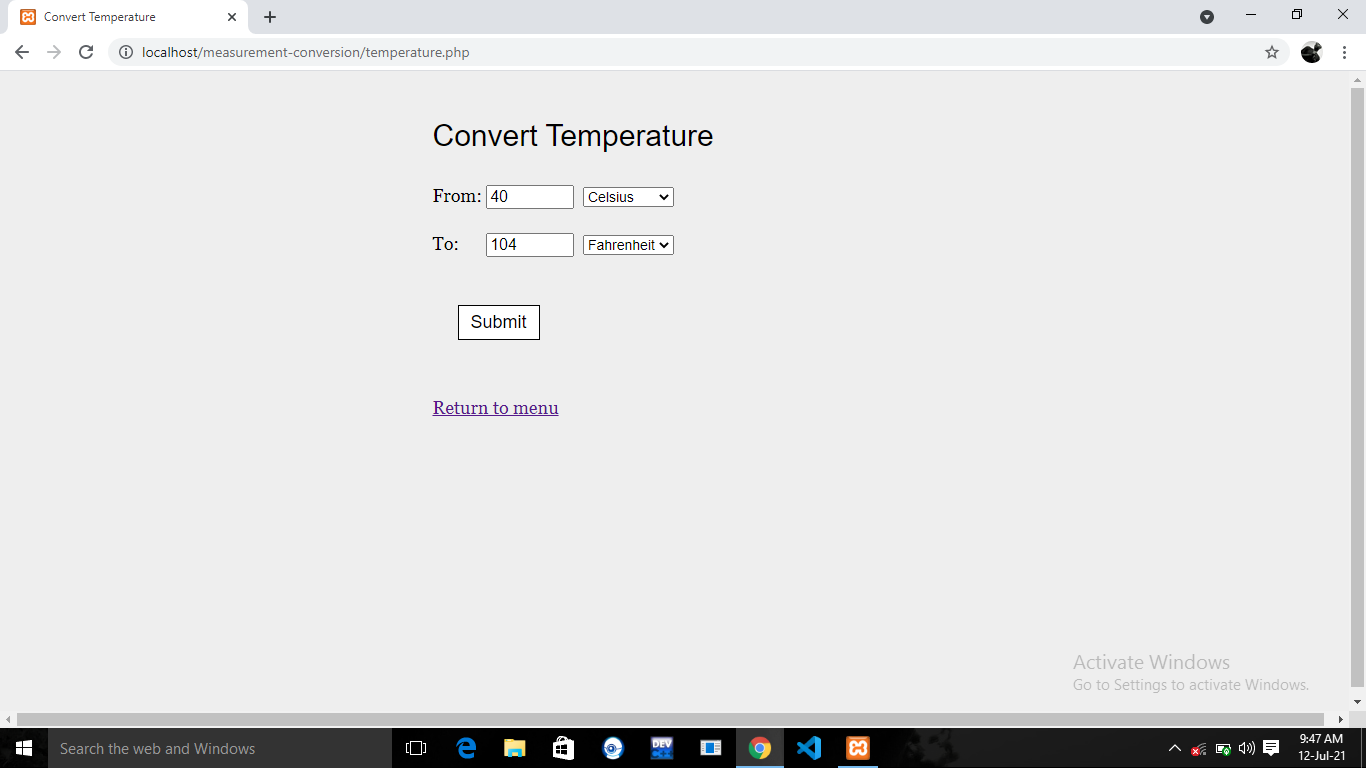 Convert Temperature
localhost/measurement-conversion/temperature.php
Convert Temperature
From: 40 Celsius
To: 104 Fahrenheit
Submit
Return to menu
Activate Windows
Go to Settings to activate Windows.
Search the web and Windows
DEV
9:47 AM
12-Jul-21